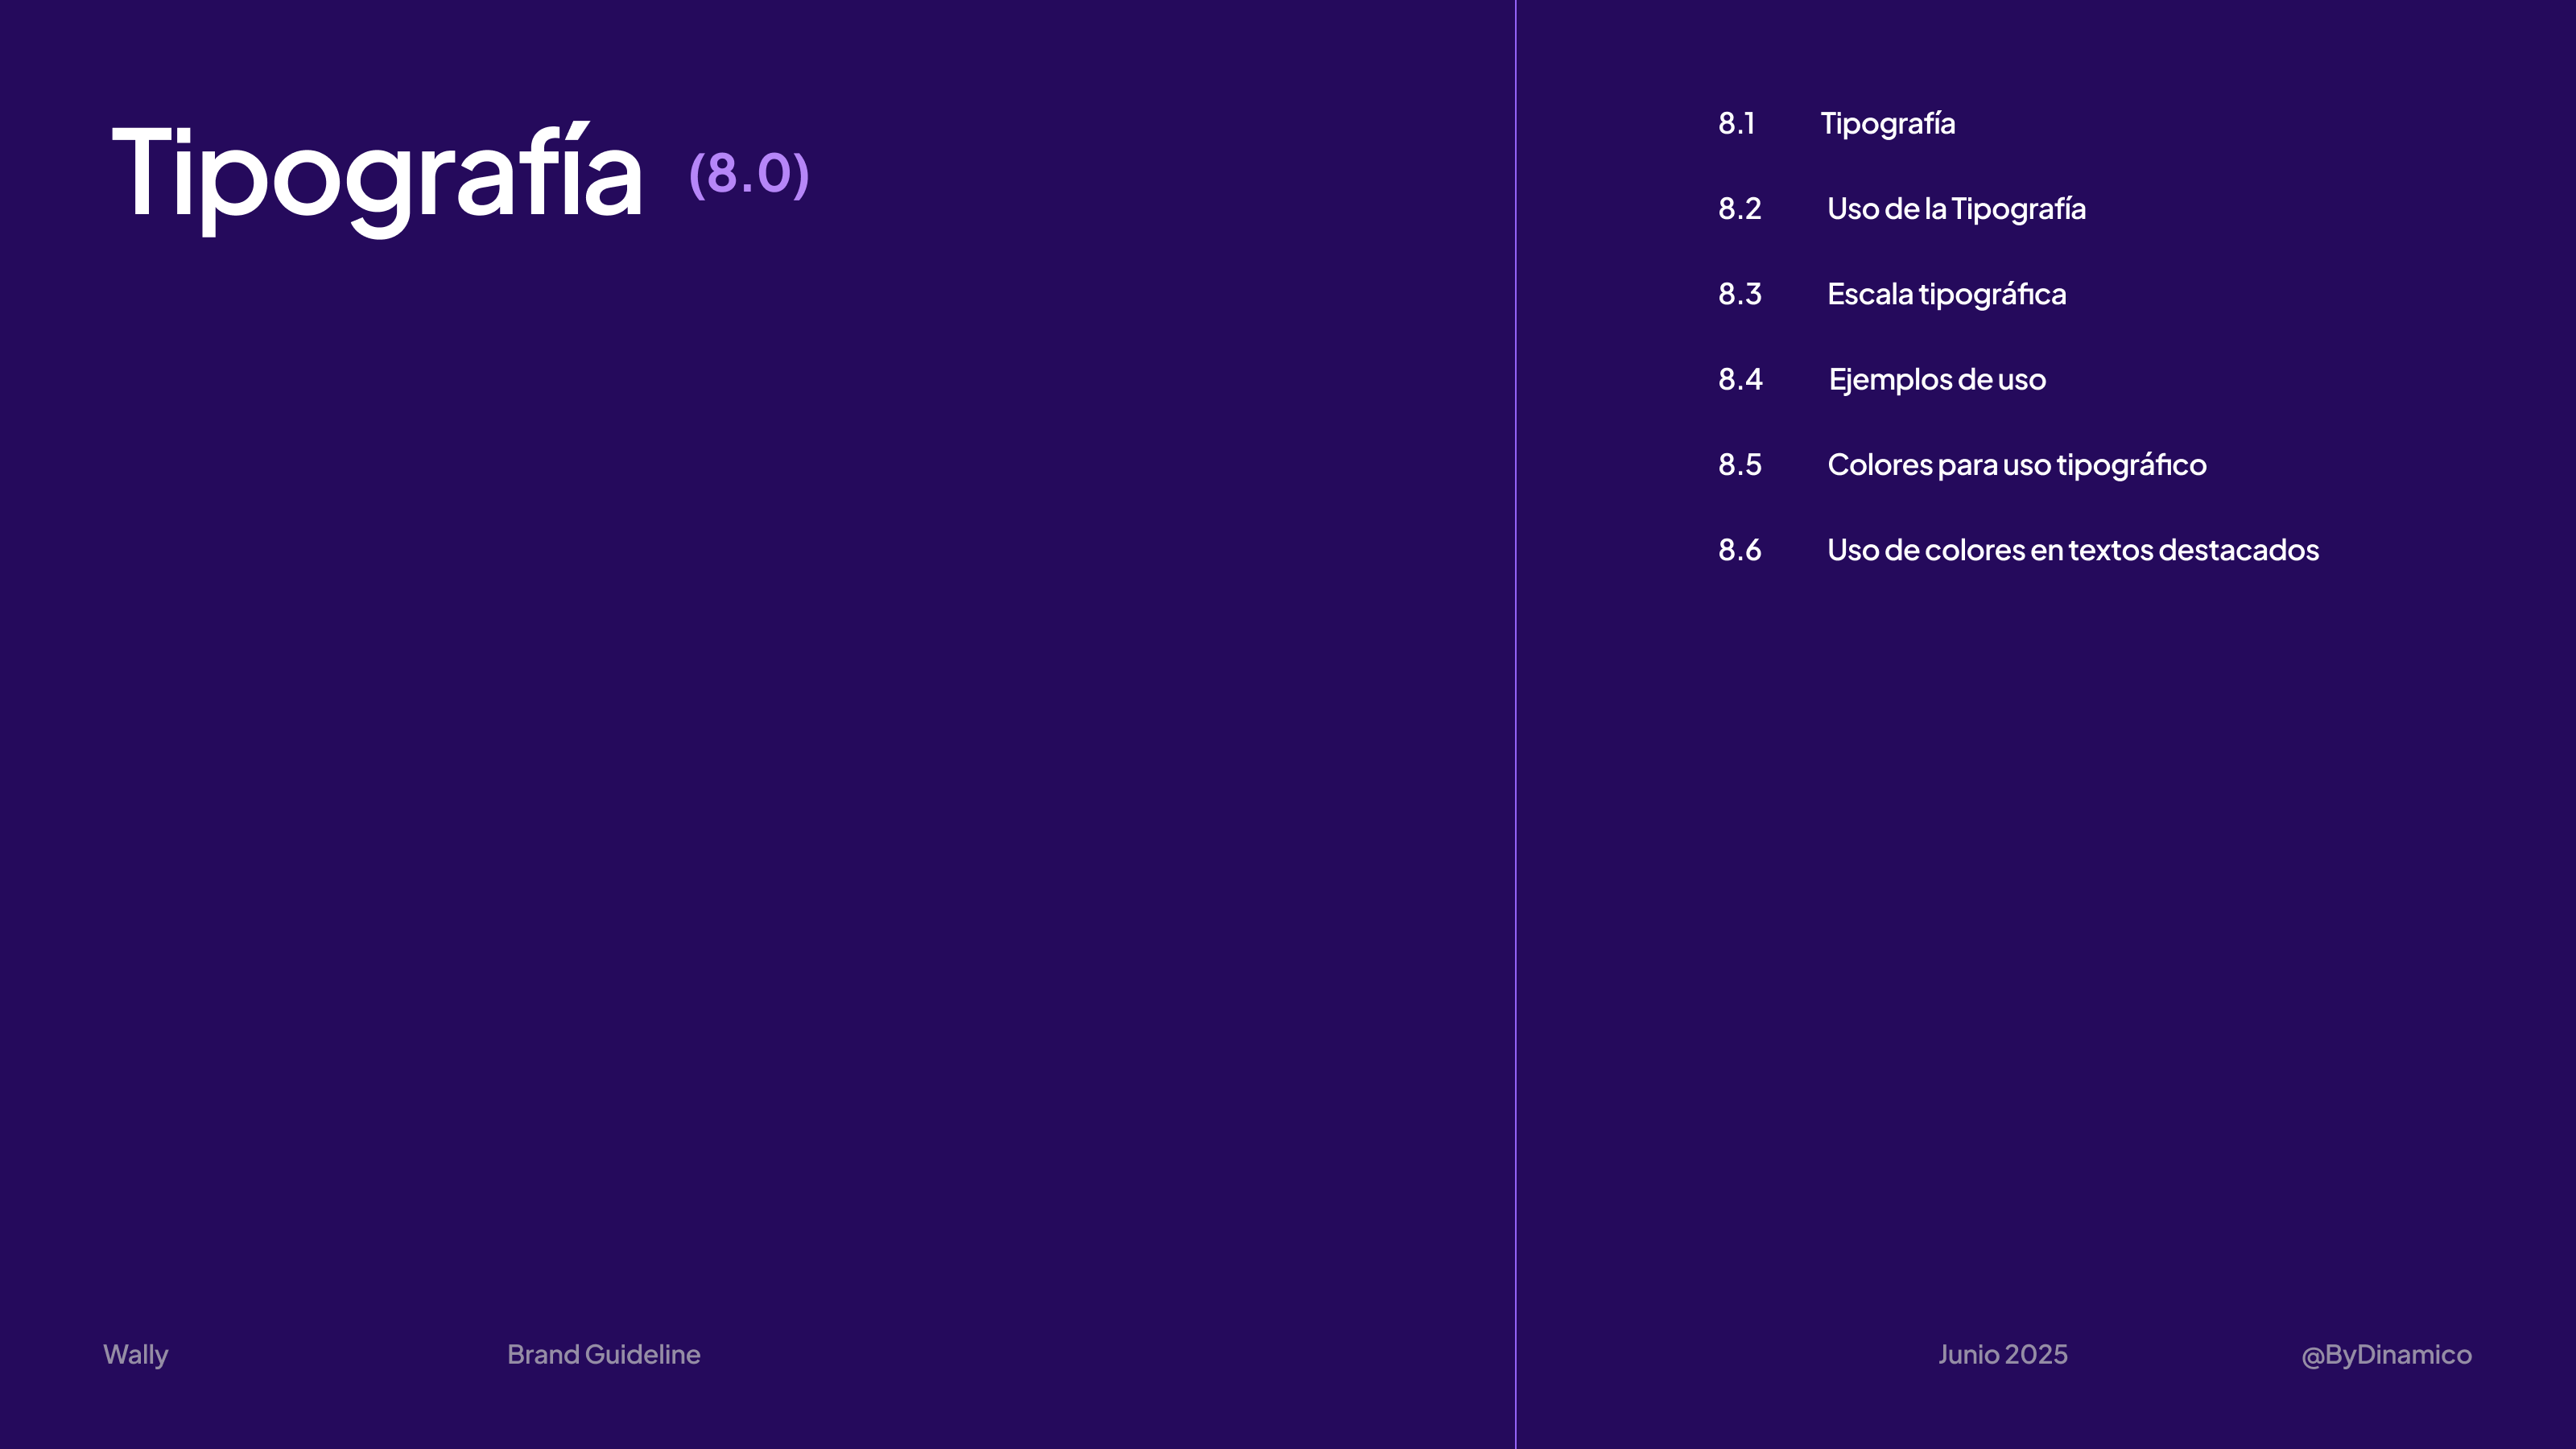 Tipografía (8.0)
8.1 Tipografía
8.2 Uso de la Tipografía
8.3 Escala tipográfica
8.4 Ejemplos de uso
8.5 Colores para uso tipográfico
8.6 Uso de colores en textos destacados
Wally Brand Guideline Junio 2025 @ByDinamico